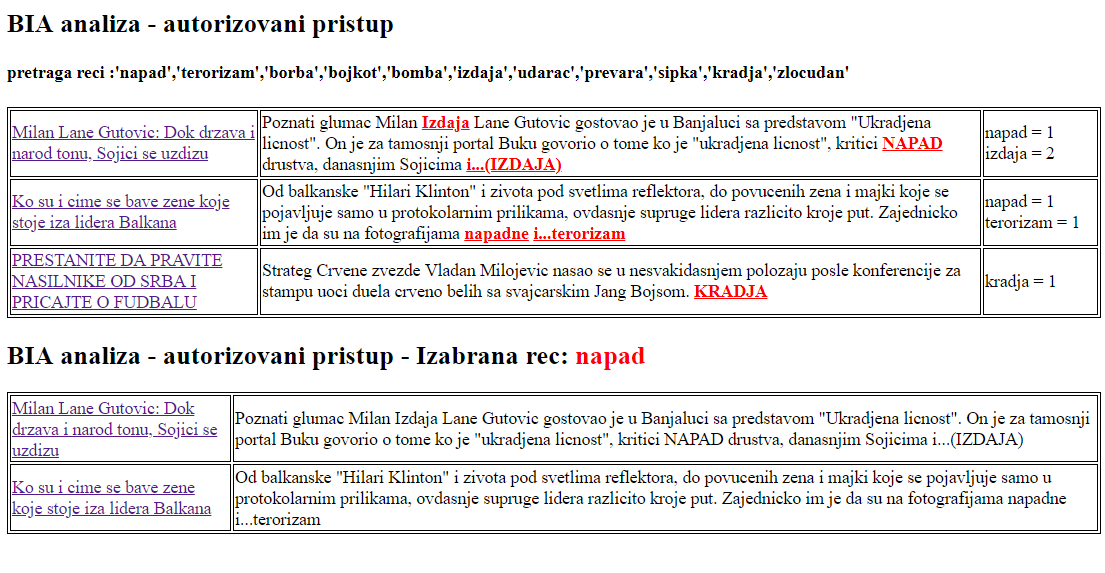 BIA analiza - autorizovani pristup
pretraga reci :'napad','terorizam','borba','bojkot','bomba','izdaja','udarac','prevara','sipka','kradja','zlocudan'
Milan Lane Gutovic: Dok drzava i
narod tonu, Sojici se uzdizu
Poznati glumac Milan Izdaja Lane Gutovic gostovao je u Banjaluci sa predstavom "Ukradjena
licnost". On je za tamosnji portal Buku govorio o tome ko je "ukradjena licnost", kritici NAPAD
drustva, danasnjim Sojicima i...(IZDAJA)
napad = 1
izdaja = 2
Ko su i cime se bave zene koje
stoje iza lidera Balkana
Od balkanske "Hilari Klinton" i zivota pod svetlima reflektora, do povucenih zena i majki koje se
pojavljuje samo u protokolarnim prilikama, ovdasnje supruge lidera razlicito kroje put. Zajednicko
im je da su na fotografijama napadne i...terorizam
napad = 1
terorizam = 1
PRESTANITE DA PRAVITE
NASILNIKE OD SRBA I
PRICAJTE O FUDBALU
Strateg Crvene zvezde Vladan Milojevic nasao se u nesvakidasnjem polozaju posle konferencije za
stampu uoci duela crveno belih sa svajcarskim Jang Bojsom. KRADJA
kradja = 1
BIA analiza - autorizovani pristup - Izabrana rec: napad
Milan Lane Gutovic: Dok
drzava i narod tonu, Sojici se
uzdizu
Poznati glumac Milan Izdaja Lane Gutovic gostovao je u Banjaluci sa predstavom "Ukradjena licnost". On je za tamosnji
portal Buku govorio o tome ko je "ukradjena licnost", kritici NAPAD drustva, danasnjim Sojicima i...(IZDAJA)
Ko su i cime se bave zene
koje stoje iza lidera Balkana
Od balkanske "Hilari Klinton" i zivota pod svetlima reflektora, do povucenih zena i majki koje se pojavljuje samo u
protokolarnim prilikama, ovdasnje supruge lidera razlicito kroje put. Zajednicko im je da su na fotografijama napadne
i...terorizam